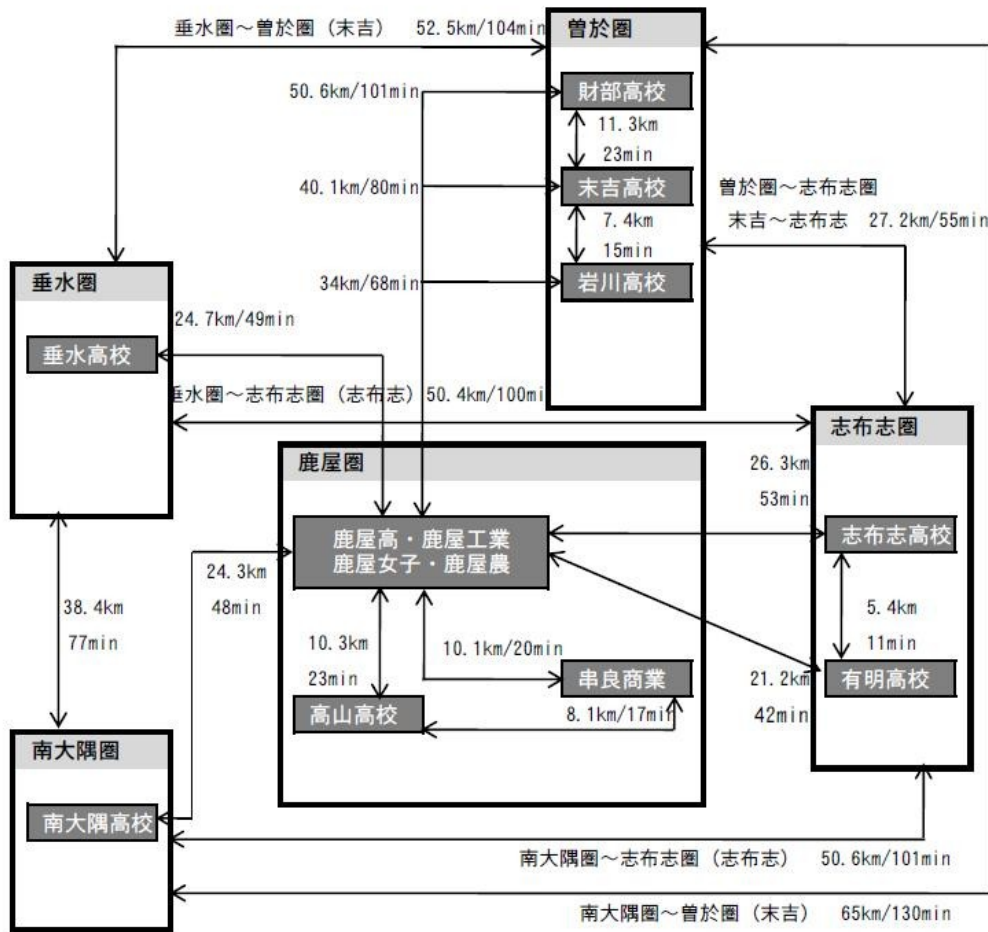 垂水圏～曽於圏（末吉） 52.5km/104min
曽於圏
財部高校
50.6km/101min
11.3km
23min
末吉高校
40.1km/80min
曽於圏～志布志圏
末吉～志布志 27.2km/55min
7.4km
15min
岩川高校
34km/68min
垂水圏
24.7km/49min
垂水高校
垂水圏～志布志圏（志布志）50.4km/100mi
志布志圏
鹿屋圏
26.3km
53min
鹿屋高・鹿屋工業
鹿屋女子・鹿屋農
志布志高校
24.3km
48min
38.4km
77min
5.4km
11min
10.3km
23min
10.1km/20min
串良商業
21.2km
42min
有明高校
高山高校
8.1km/17min
南大隅圏
南大隅高校
南大隅圏～志布志圏（志布志） 50.6km/101min
南大隅圏～曽於圏（末吉） 65km/130min